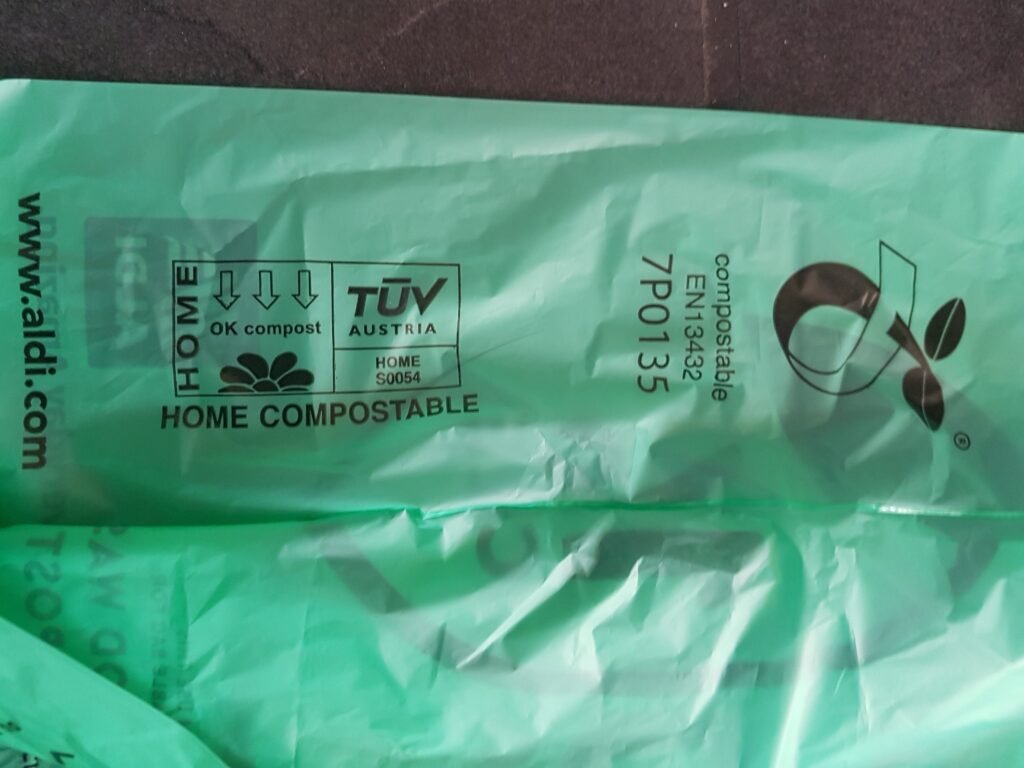 www.aldi.com
HOME
OK compost
TÜV
AUSTRIA
HOME
S0054
HOME COMPOSTABLE
compostable
EN13432
7P0135
®